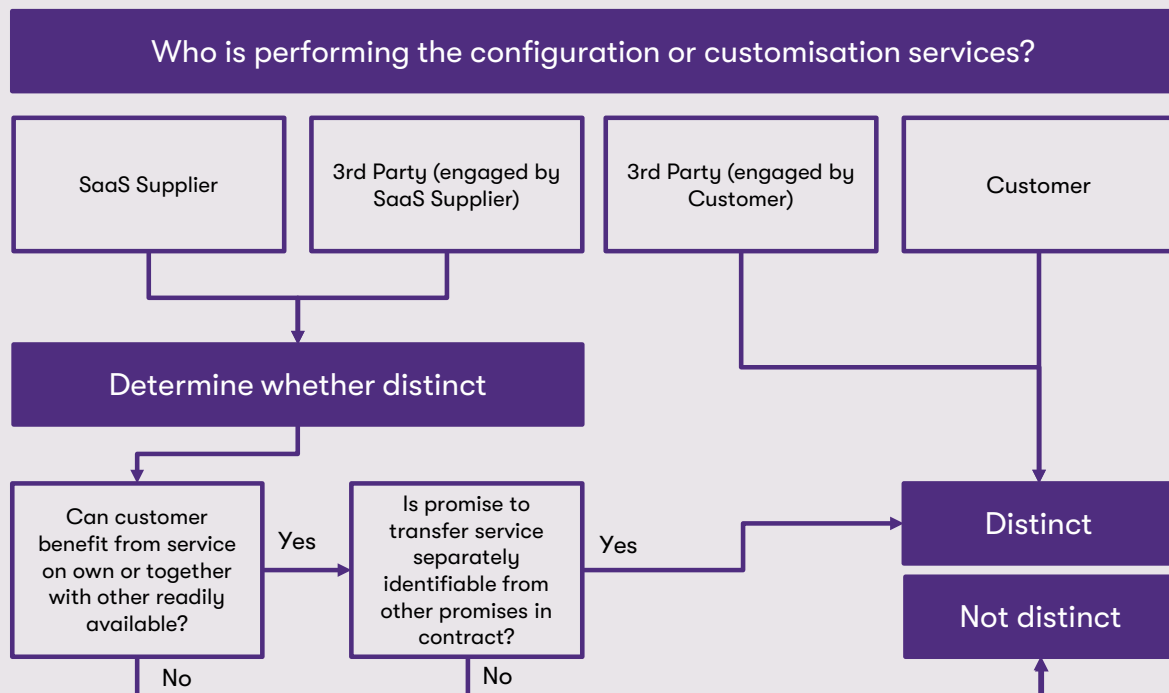 Who is performing the configuration or customisation services?
SaaS Supplier
3rd Party (engaged by
SaaS Supplier)
3rd Party (engaged by
Customer)
Customer
Determine whether distinct
Can customer
benefit from service
on own or together
with other readily
available?
Yes
Is promise to
transfer service
separately
identifiable from
other promises in
contract?
Yes
Distinct
Not distinct
No
No